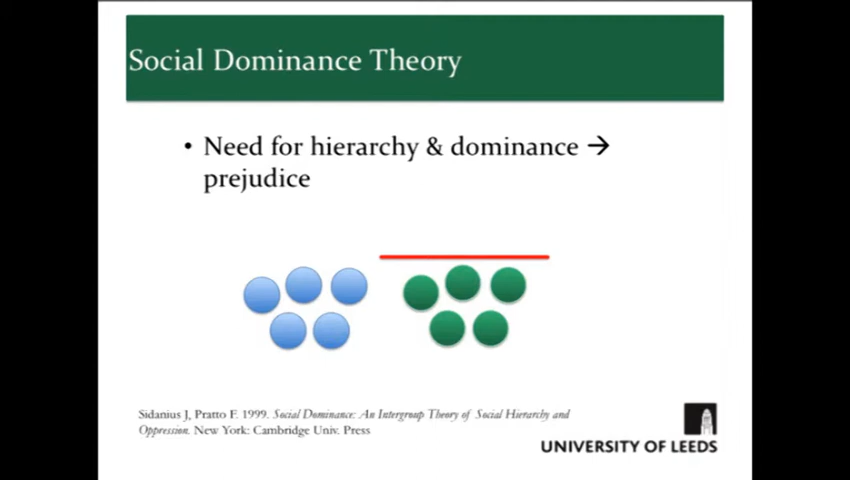 Social Dominance Theory
• Need for hierarchy & dominance →
prejudice
Sidanius J, Pratto F. 1999. Social Dominance: An Intergroup Theory of Social Hierarchy and
Oppression. New York: Cambridge Univ. Press
UNIVERSITY OF LEEDS